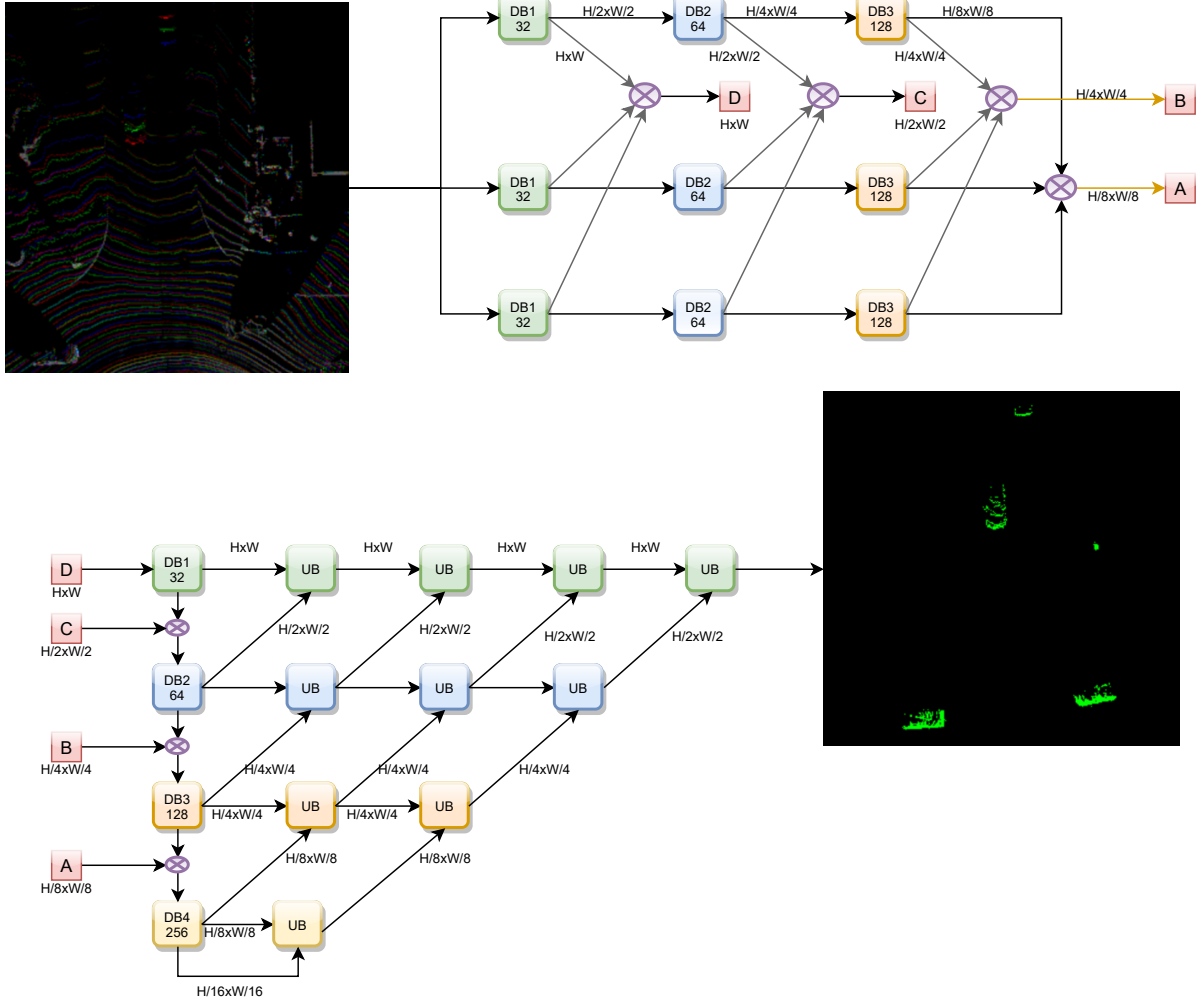 DB1
32
H/2xW/2
DB2
64
H/4xW/4
DB3
128
H/8xW/8
HxW
H/2xW/2
H/4xW/4
D
HxW
C
H/2xW/2
H/4xW/4
B
DB1
32
DB2
64
DB3
128
H/8xW/8
A
DB1
32
DB2
64
DB3
128
HxW
HxW
HxW
HxW
D
HxW
DB1
32
UB
UB
UB
UB
C
H/2xW/2
H/2xW/2
H/2xW/2
H/2xW/2
H/2xW/2
DB2
64
UB
UB
UB
B
H/4xW/4
H/4xW/4
H/4xW/4
H/4xW/4
DB3
128
H/4xW/4
UB
H/4xW/4
UB
A
H/8xW/8
H/8xW/8
H/8xW/8
DB4
256
H/8xW/8
UB
H/16xW/16